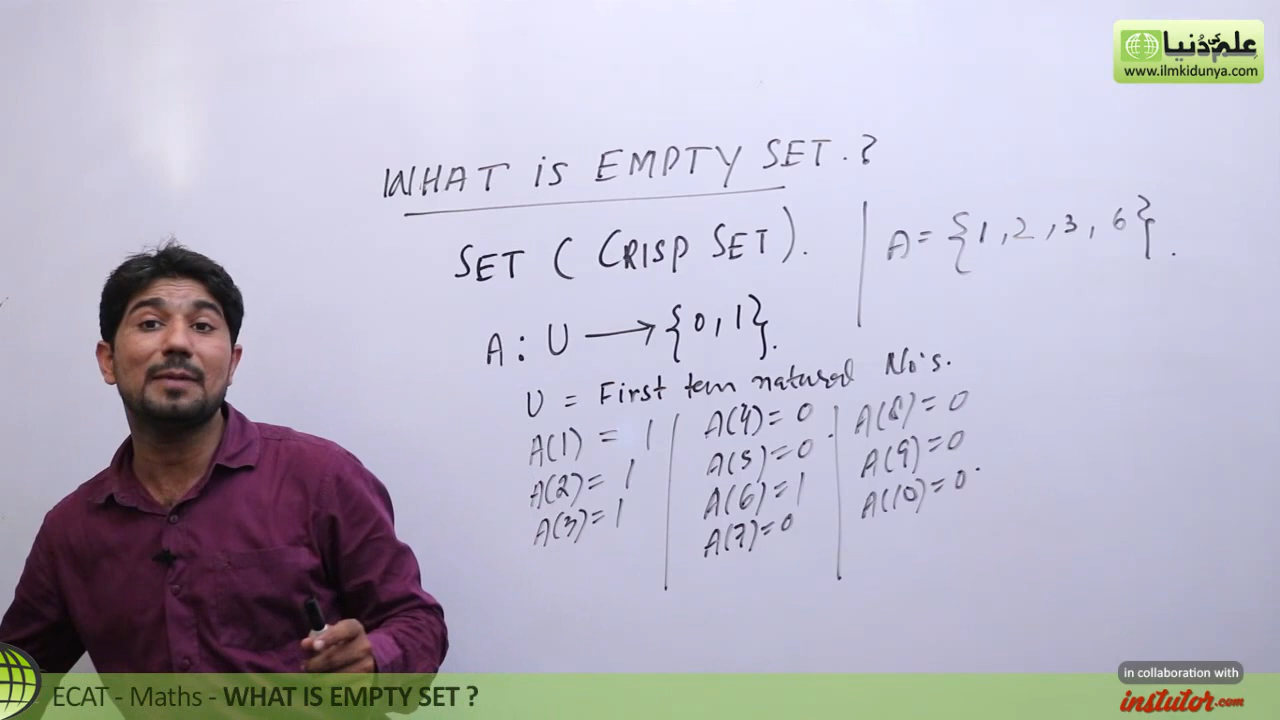 علم کی دُنیا
www.ilmkidunya.com
WHAT iS EMPTY SET.?
SET ( CRISP SET).
A = {1, 2, 3, 6}.
A : U → {0, 1}.
U = First tem natured No's.
A(1) = 1
A(2) = 1
A(3) = 1
A(4) = 0
A(5) = 0
A(6) = 1
A(7) = 0
A(8) = 0
A(9) = 0
A(10) = 0.
in collaboration with
instutor.com
ECAT - Maths - WHAT IS EMPTY SET ?